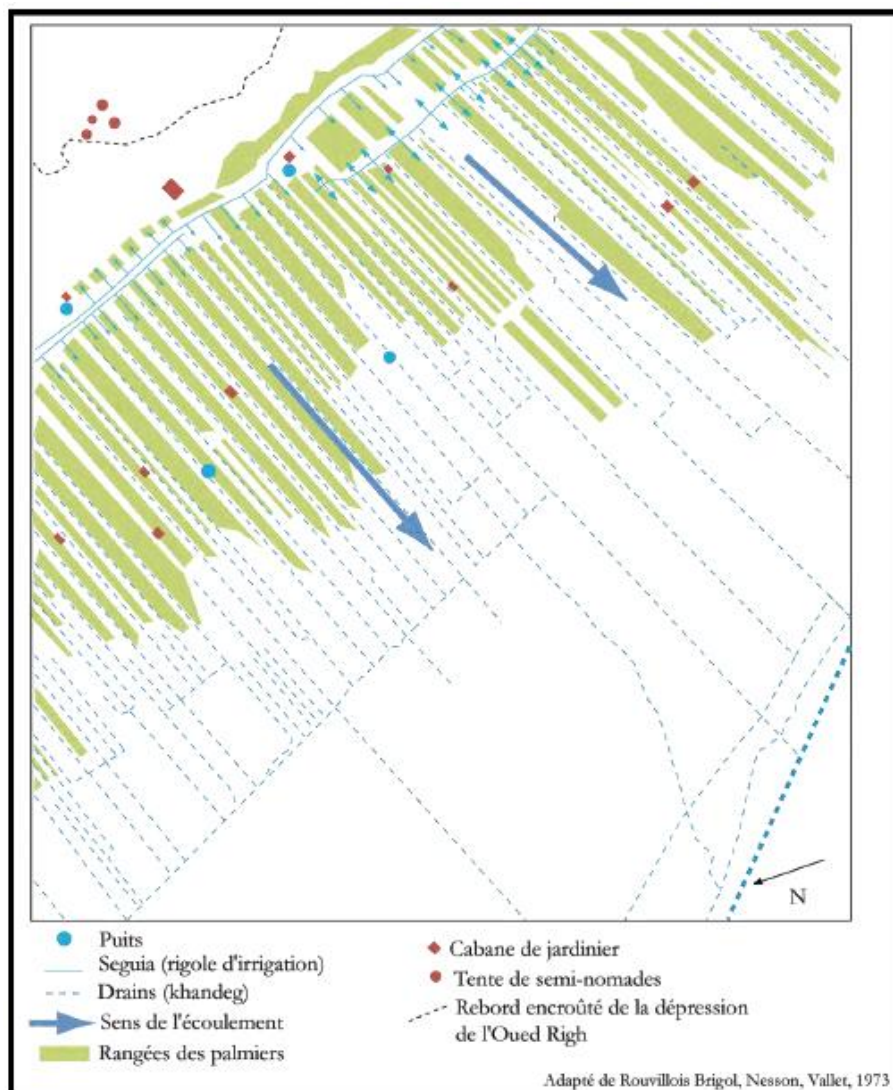 N
Puits
Seguia (rigole d'irrigation)
Drains (khandeg)
Sens de l'écoulement
Rangées des palmiers
Cabane de jardinier
Tente de semi-nomades
Rebord encroûté de la dépression
de l'Oued Righ
Adapté de Rouvillois Brigol, Nesson, Vallet, 1973